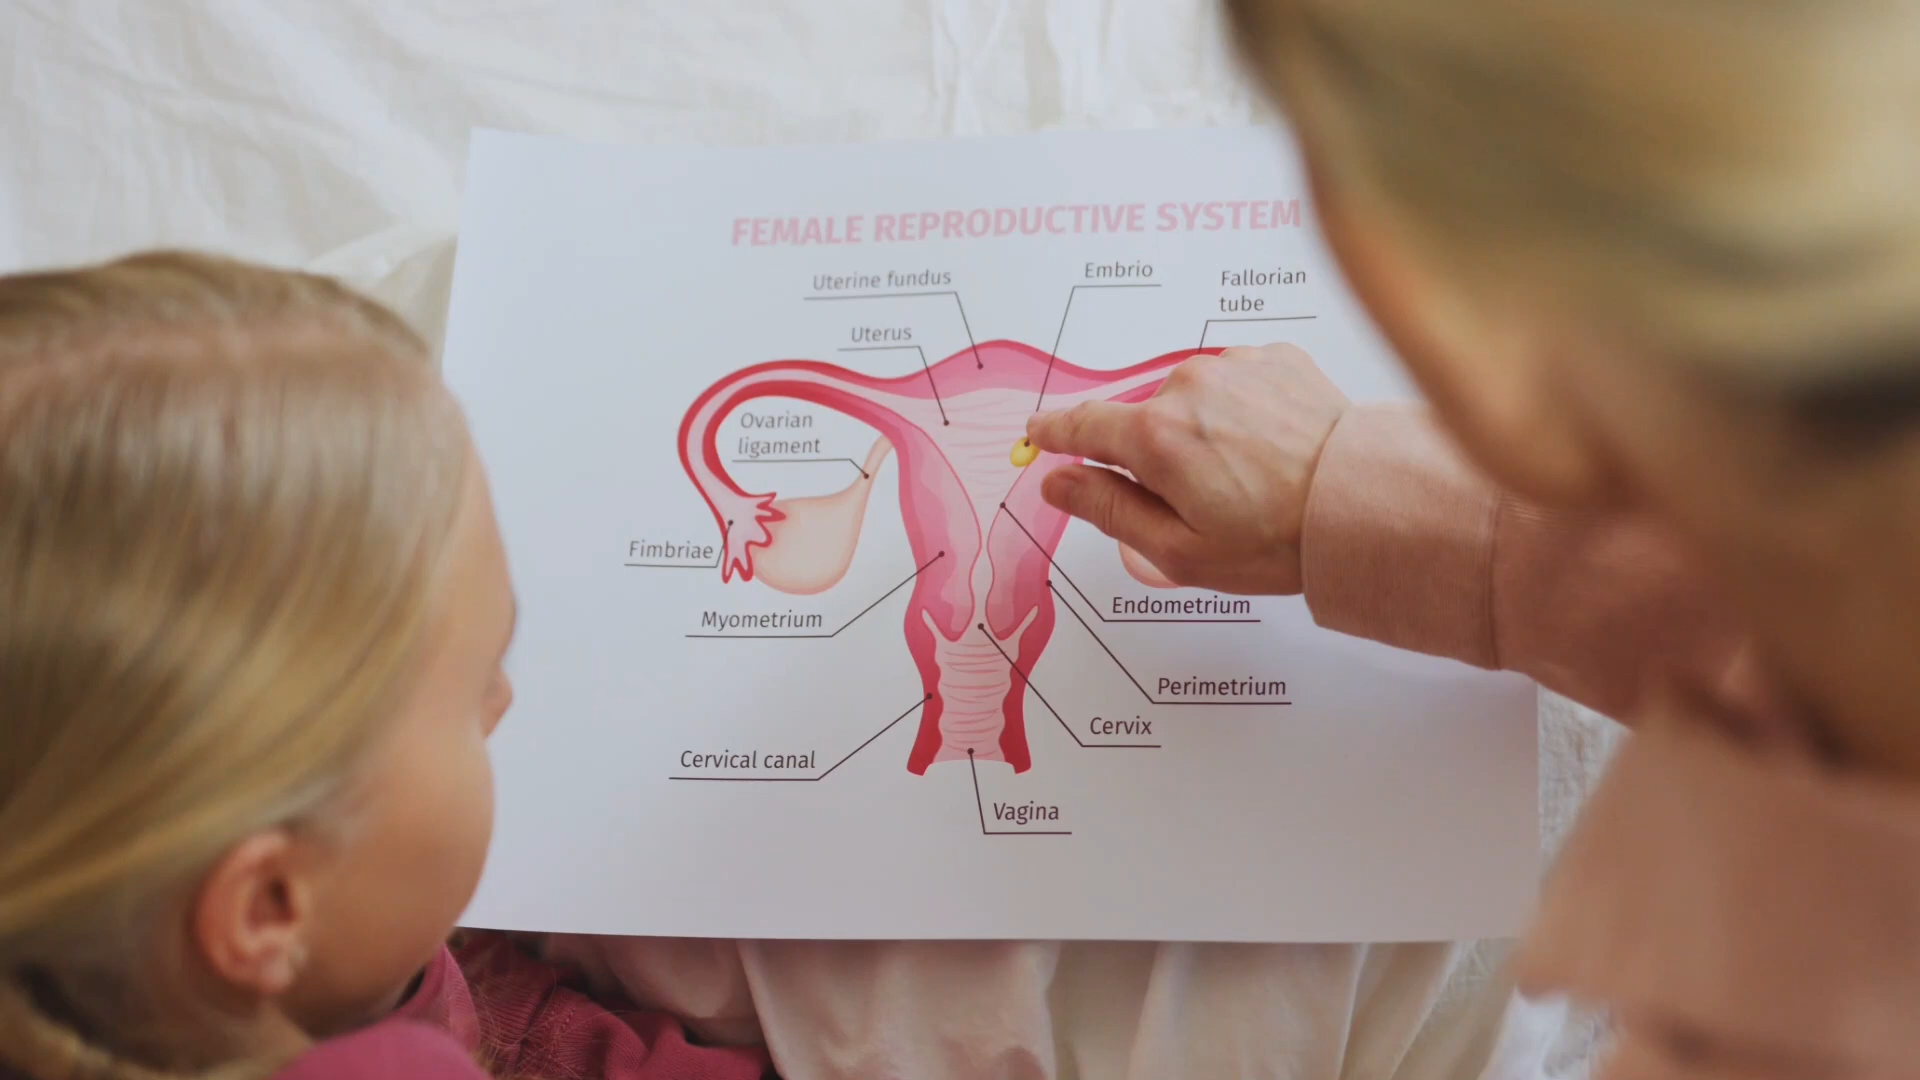 FEMALE REPRODUCTIVE SYSTEM
Uterine fundus
Embrio
Fallorian
tube
Uterus
Ovarian
ligament
Fimbriae
Myometrium
Endometrium
Perimetrium
Cervix
Cervical canal
Vagina